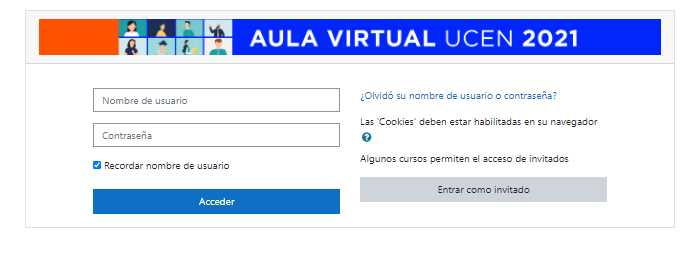 AULA VIRTUAL UCEN 2021
Nombre de usuario
Contraseña
Recordar nombre de usuario
Acceder
¿Olvidó su nombre de usuario o contraseña?
Las 'Cookies' deben estar habilitadas en su navegador
Algunos cursos permiten el acceso de invitados
Entrar como invitado